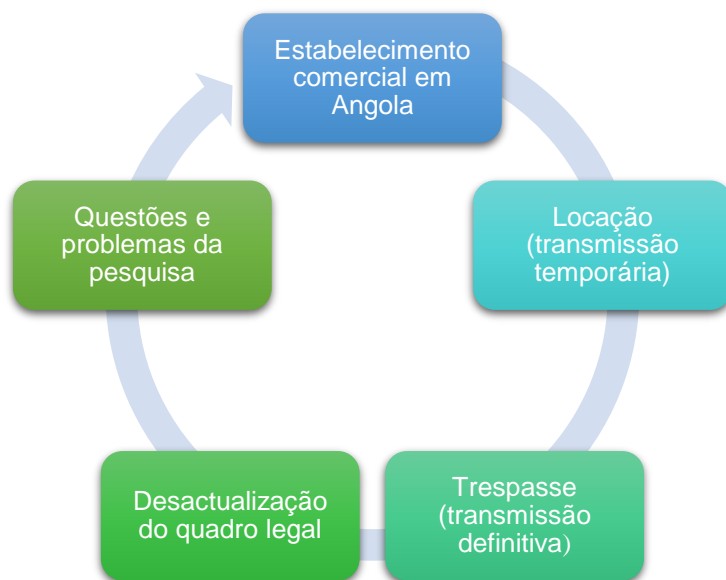 Estabelecimento
comercial em
Angola
Locação
(transmissão
temporária)
Trespasse
(transmissão
definitiva)
Desactualização
do quadro legal
Questões e
problemas da
pesquisa